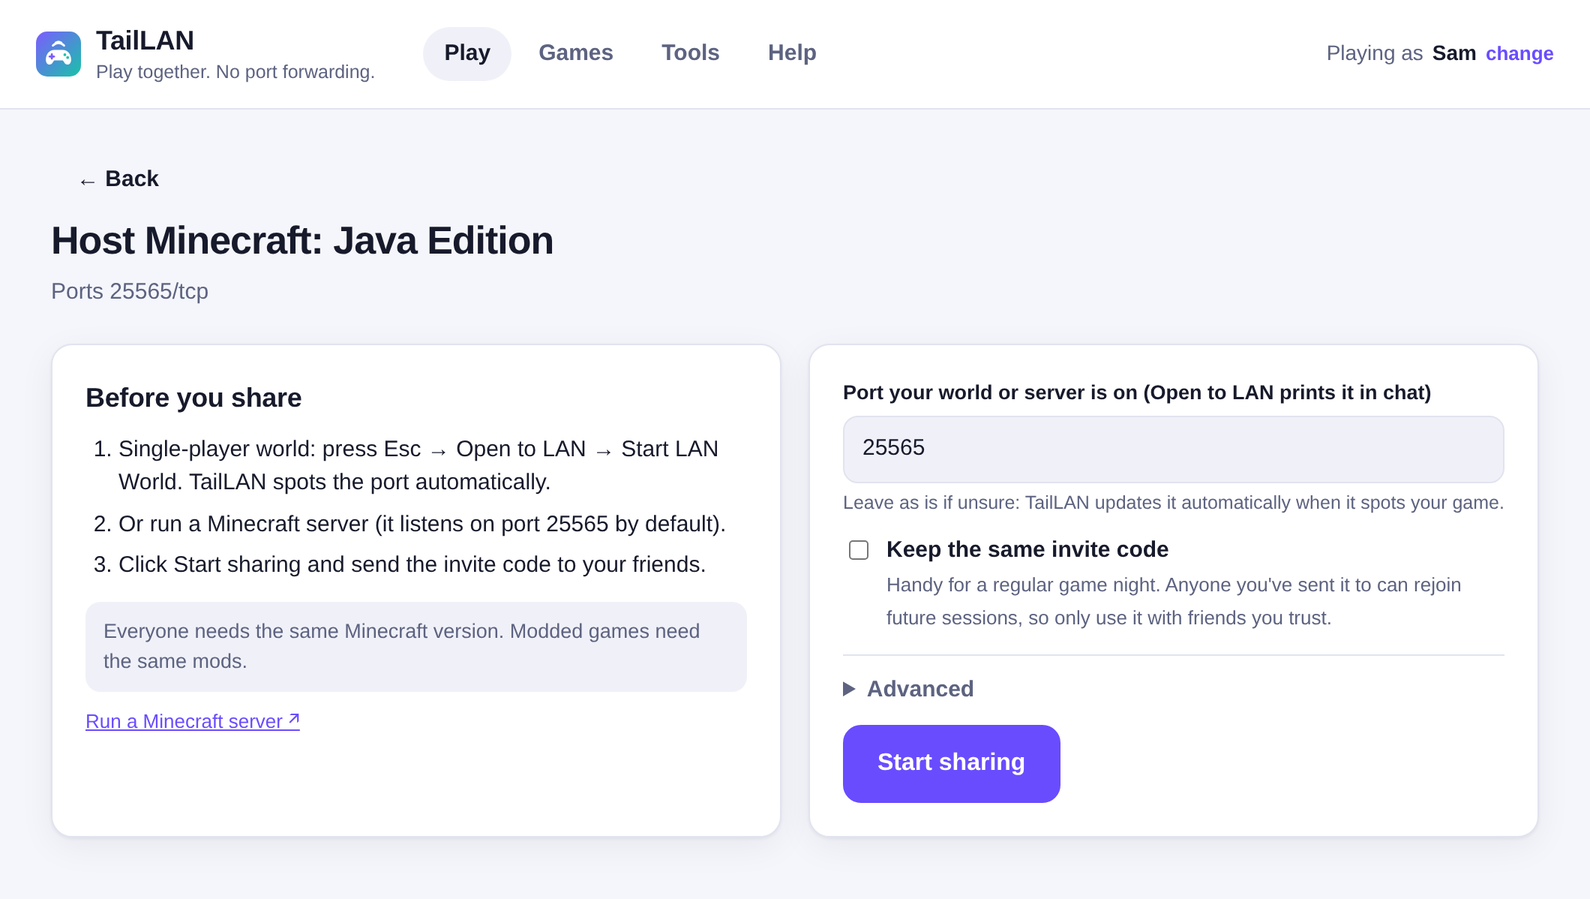 TailLAN
Play together. No port forwarding.
Play
Games
Tools
Help
Playing as Sam change
← Back
Host Minecraft: Java Edition
Ports 25565/tcp
Before you share
1. Single-player world: press Esc → Open to LAN → Start LAN
World. TailLAN spots the port automatically.
2. Or run a Minecraft server (it listens on port 25565 by default).
3. Click Start sharing and send the invite code to your friends.
Everyone needs the same Minecraft version. Modded games need
the same mods.
Run a Minecraft server ↗
Port your world or server is on (Open to LAN prints it in chat)
25565
Leave as is if unsure: TailLAN updates it automatically when it spots your game.
Keep the same invite code
Handy for a regular game night. Anyone you've sent it to can rejoin
future sessions, so only use it with friends you trust.
Advanced
Start sharing